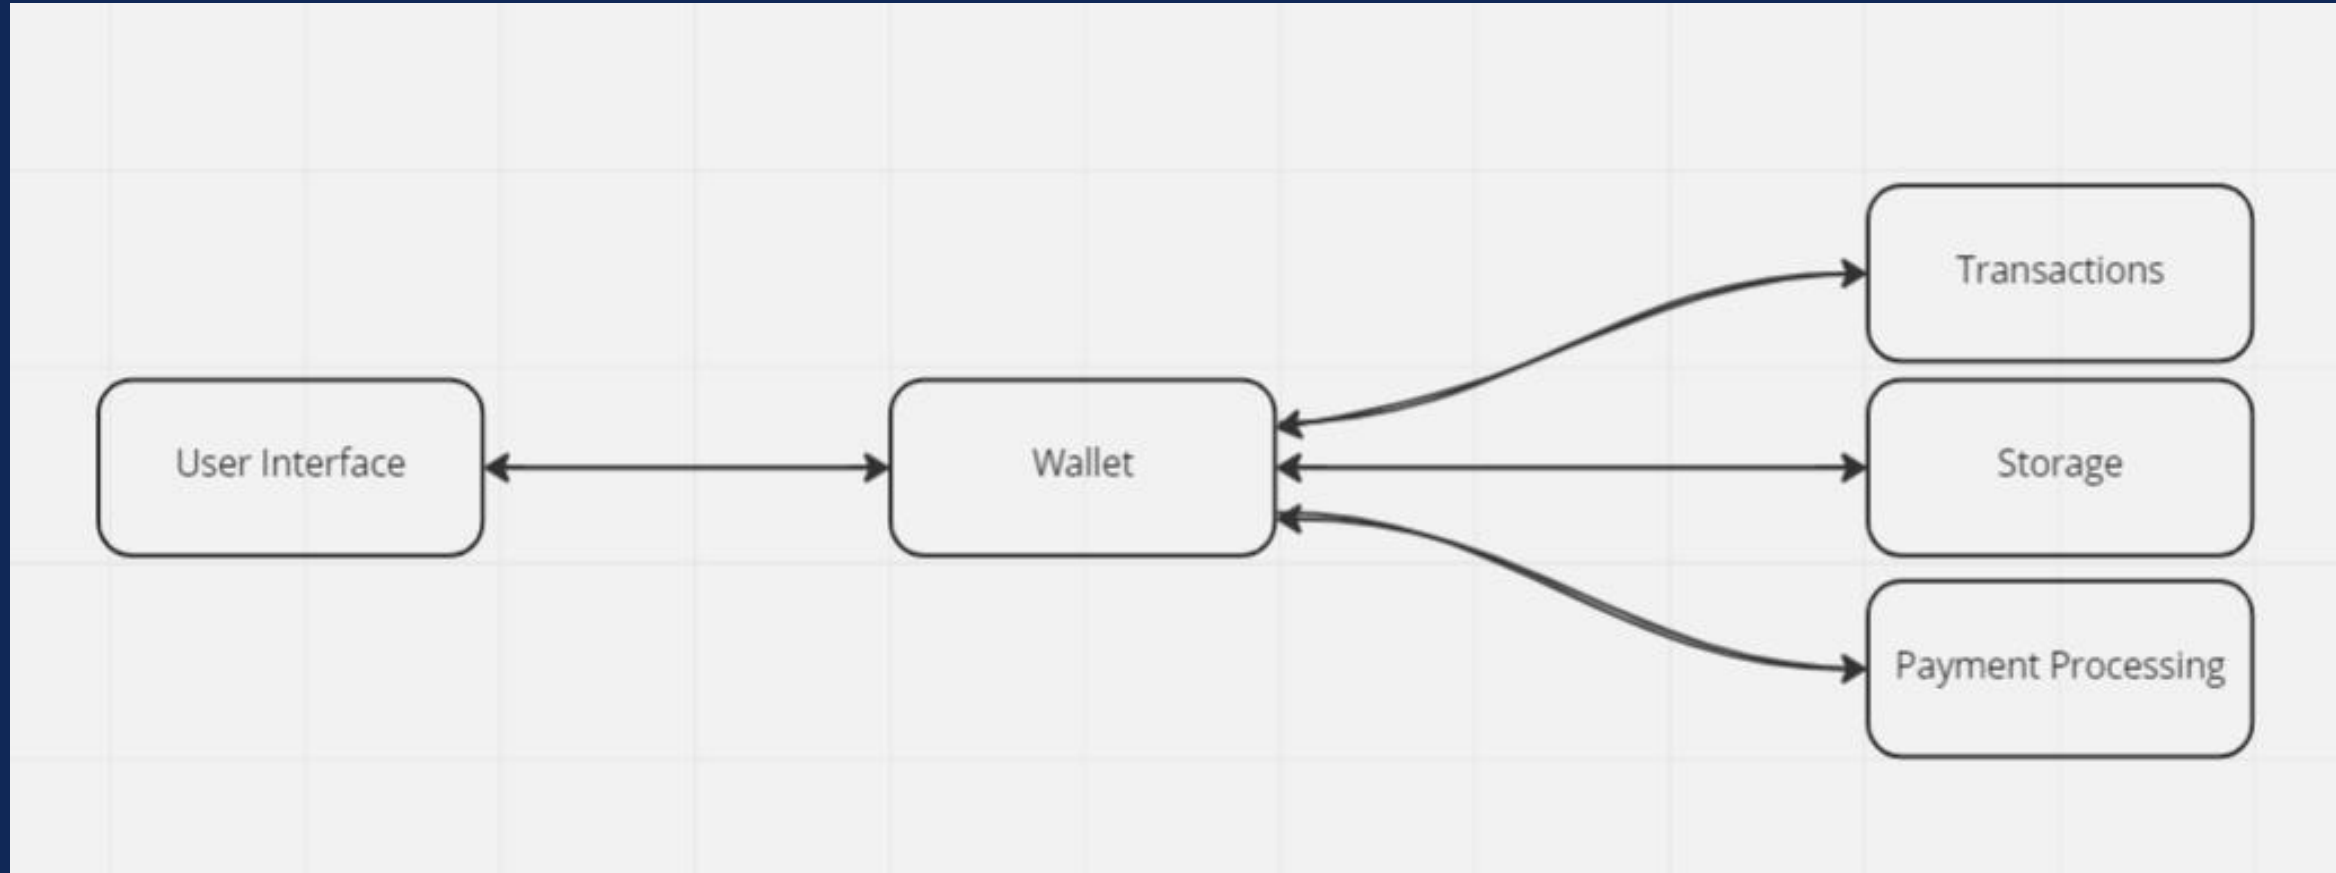 User Interface
Wallet
Transactions
Storage
Payment Processing